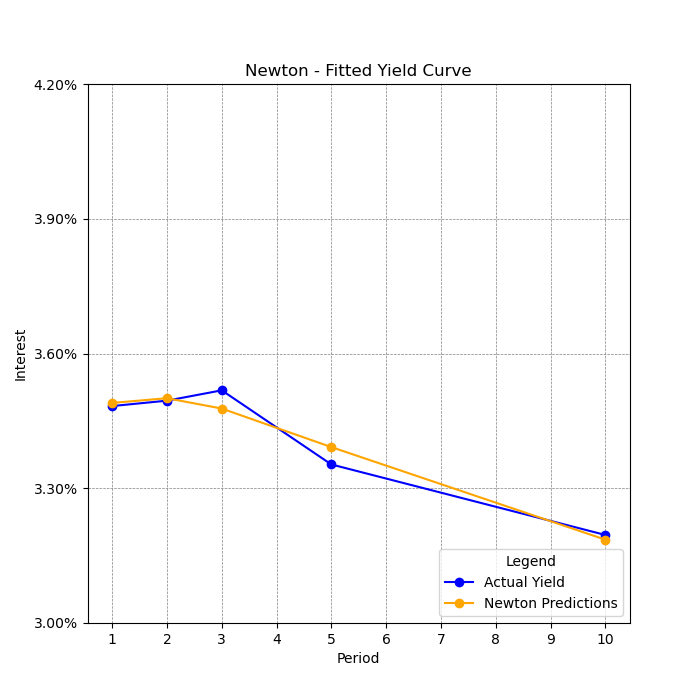 Newton - Fitted Yield Curve
4.20%
3.90%
3.60%
3.30%
3.00%
Interest
1 2 3 4 5 6 7 8 9 10
Period
Legend
Actual Yield
Newton Predictions